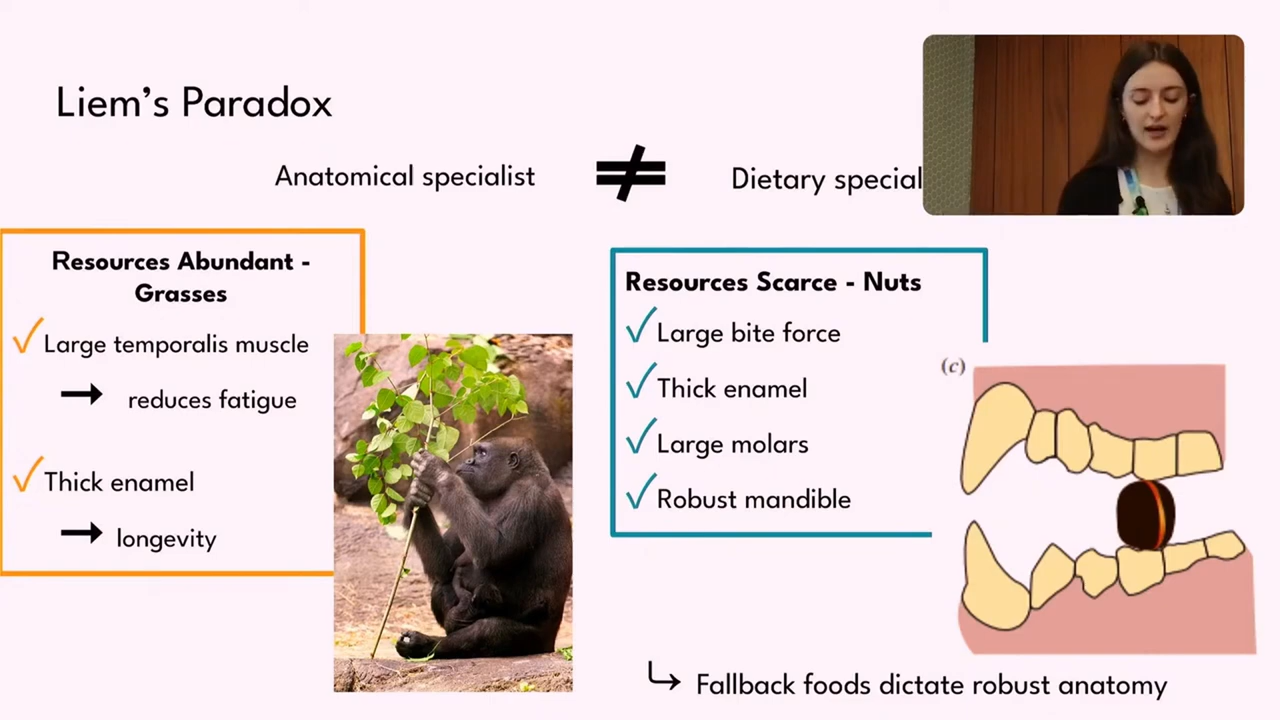 Liem's Paradox
Anatomical specialist ≠ Dietary special
Resources Abundant -
Grasses
✓ Large temporalis muscle
→ reduces fatigue
✓ Thick enamel
→ longevity
Resources Scarce - Nuts
✓ Large bite force
✓ Thick enamel
✓ Large molars
✓ Robust mandible
(c)
↳ Fallback foods dictate robust anatomy